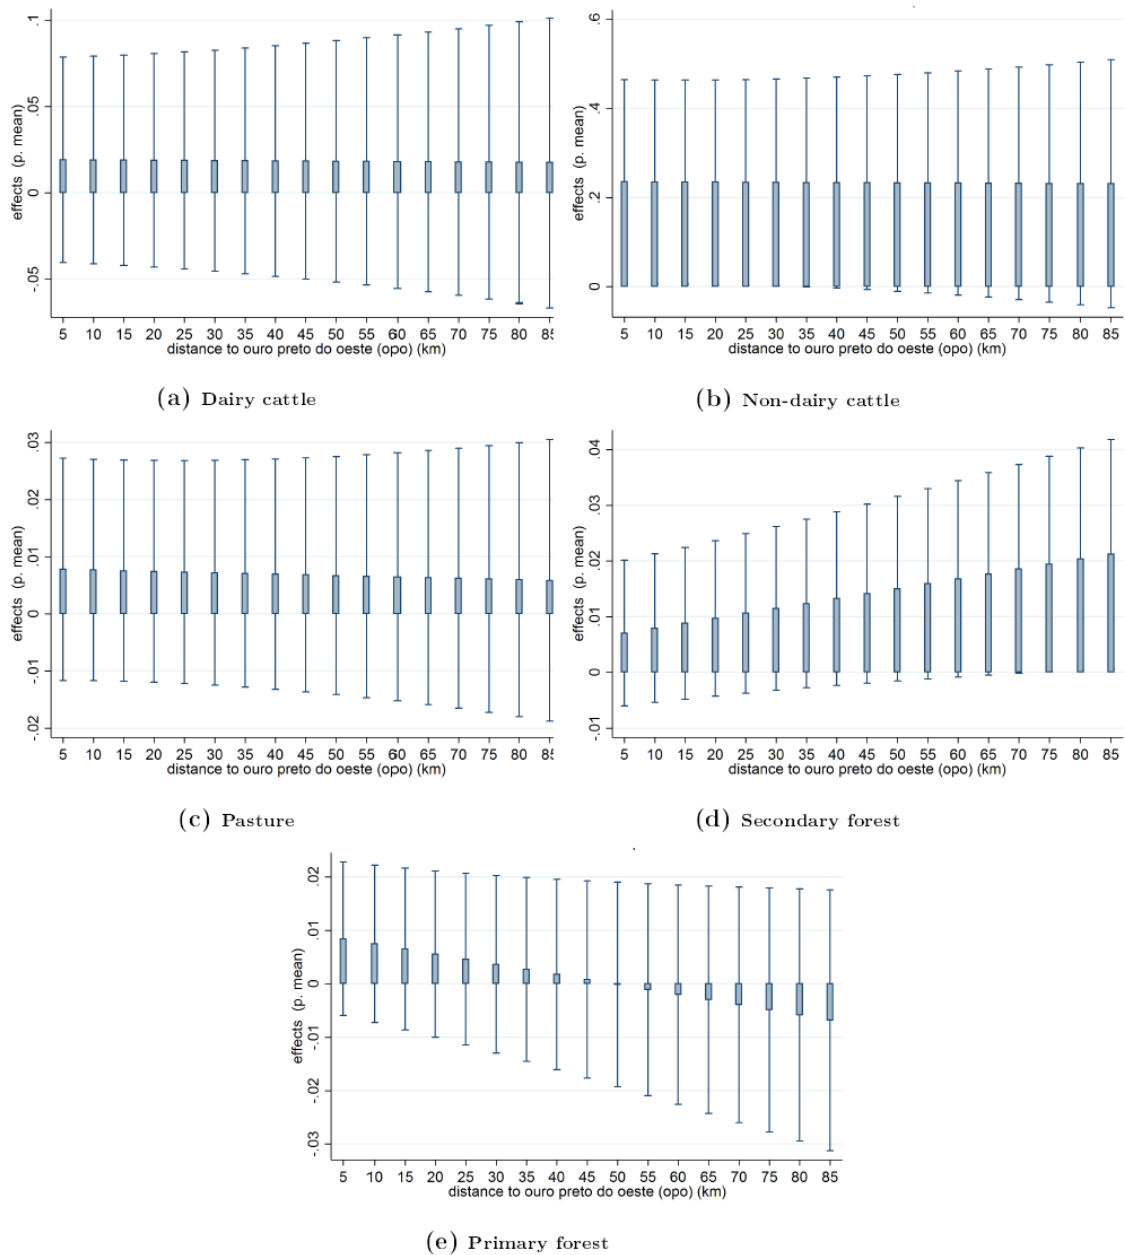 .1
.05
0
.05
effects (p. mean)
5 10 15 20 25 30 35 40 45 50 55 60 65 70 75 80 85
distance to ouro preto do oeste (opo) (km)
(a) Dairy cattle
.6
.4
.2
0
effects (p. mean)
5 10 15 20 25 30 35 40 45 50 55 60 65 70 75 80 85
distance to ouro preto do oeste (opo) (km)
(b) Non-dairy cattle
.03
.02
.01
0
-.01
-.02
effects (p. mean)
5 10 15 20 25 30 35 40 45 50 55 60 65 70 75 80 85
distance to ouro preto do oeste (opo) (km)
(c) Pasture
.04
.03
.02
.01
0
-.01
effects (p. mean)
5 10 15 20 25 30 35 40 45 50 55 60 65 70 75 80 85
distance to ouro preto do oeste (opo) (km)
(d) Secondary forest
.02
.01
0
-.01
-.02
-.03
effects (p. mean)
5 10 15 20 25 30 35 40 45 50 55 60 65 70 75 80 85
distance to ouro preto do oeste (opo) (km)
(e) Primary forest